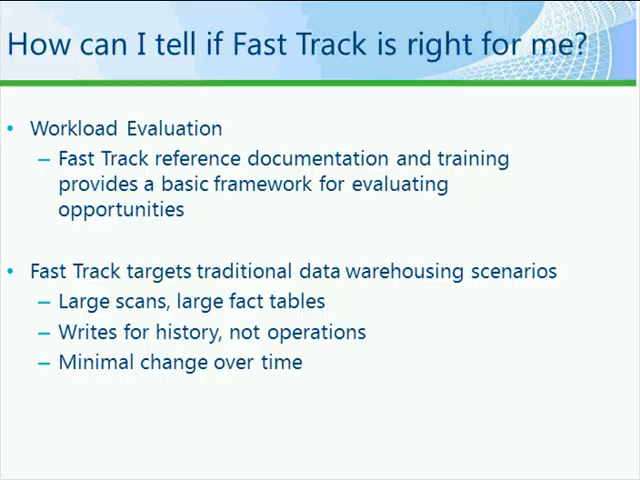 How can I tell if Fast Track is right for me?
• Workload Evaluation
– Fast Track reference documentation and training
provides a basic framework for evaluating
opportunities
• Fast Track targets traditional data warehousing scenarios
– Large scans, large fact tables
– Writes for history, not operations
– Minimal change over time